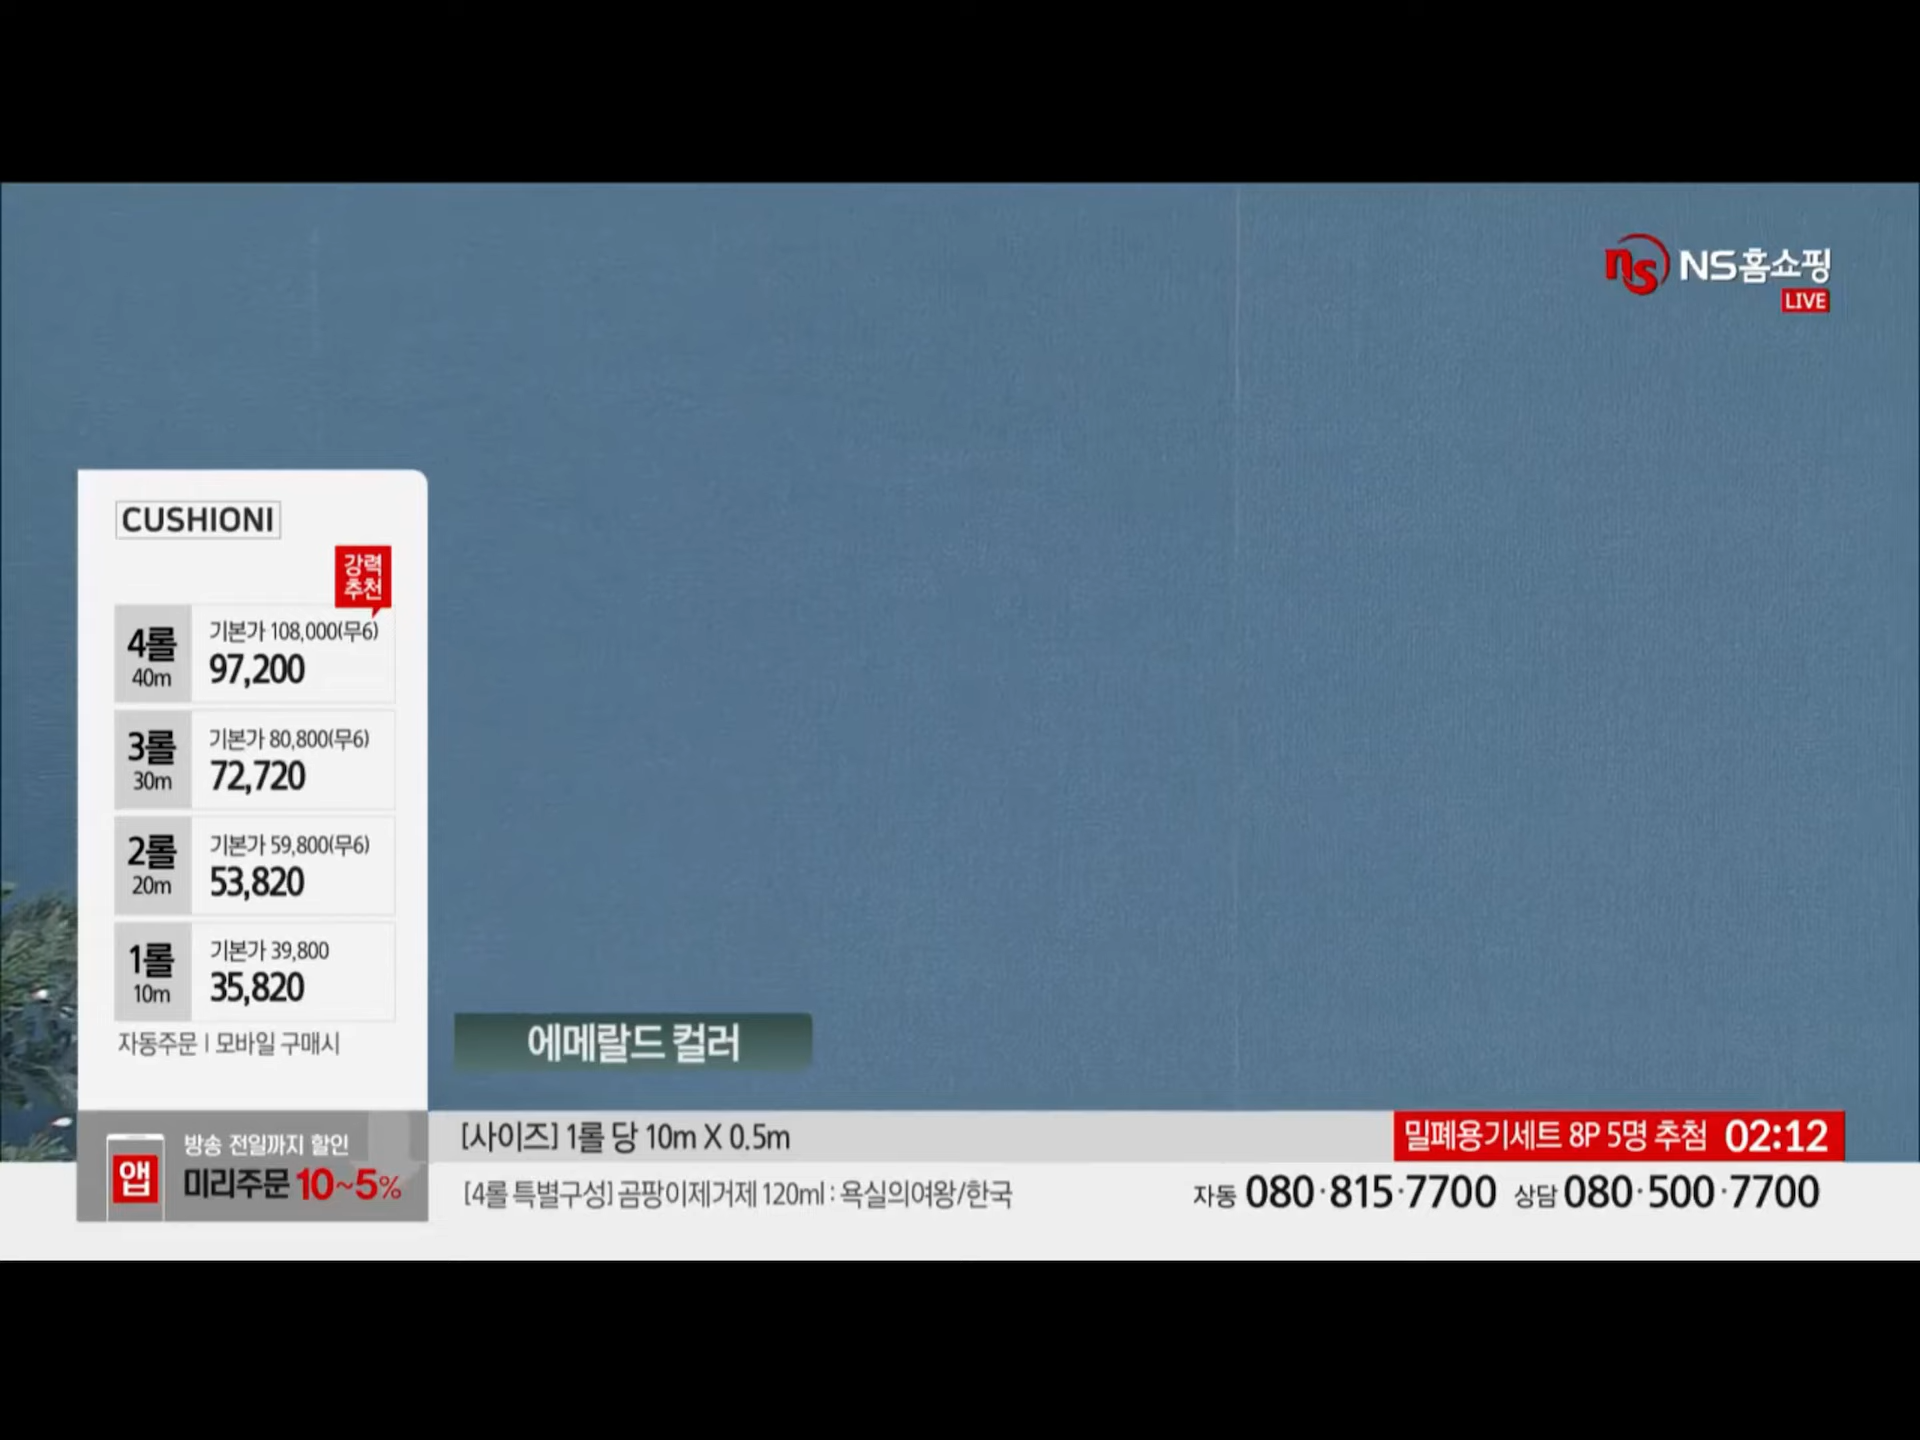 ns NS홈쇼핑
LIVE
CUSHIONI
강력
추천
4롤
40m
기본가 108,000(무6)
97,200
3롤
30m
기본가 80,800(무6)
72,720
2롤
20m
기본가 59,800(무6)
53,820
1롤
10m
기본가 39,800
35,820
자동주문 | 모바일 구매시
에메랄드 컬러
앱
방송 전일까지 할인
미리주문 10~5%
[사이즈] 1롤 당 10m X 0.5m
밀폐용기세트 8P 5명 추첨 02:12
[4롤 특별구성] 곰팡이제거제 120ml : 욕실의여왕/한국
자동 080·815·7700 상담 080·500·7700